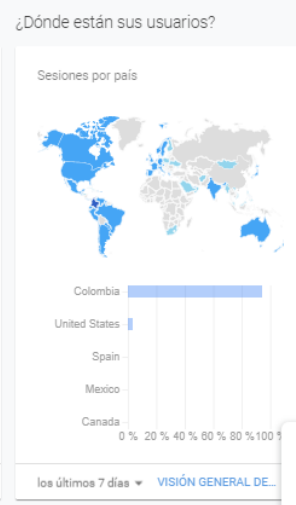 ¿Dónde están sus usuarios?
Sesiones por país
Colombia
United States
Spain
Mexico
Canada
0 % 20 % 40 % 60 % 80 % 100 %
los últimos 7 días VISIÓN GENERAL DE...